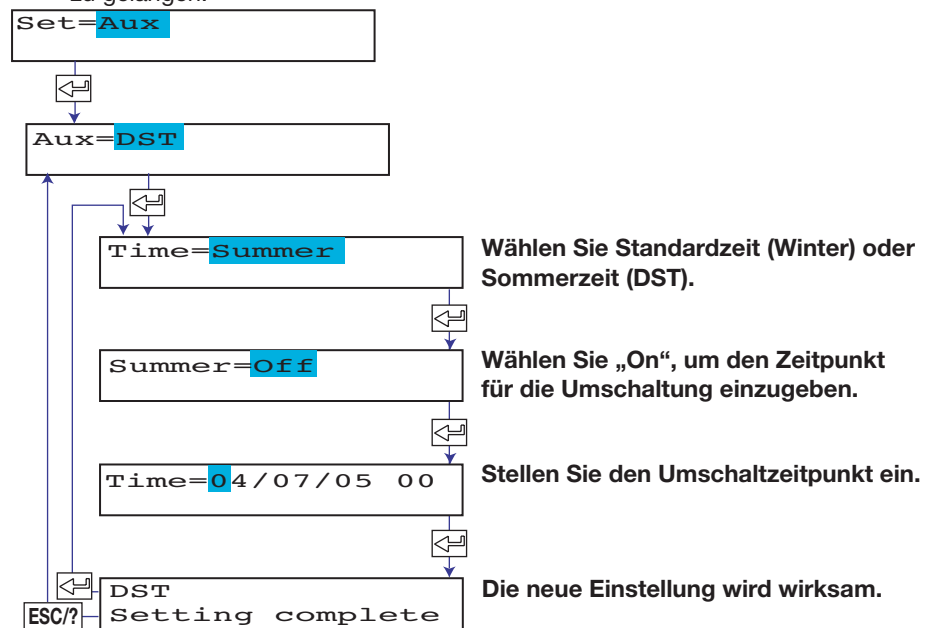 zu gelangen.
Set=Aux
Aux=DST
Time=Summer
Wählen Sie Standardzeit (Winter) oder
Sommerzeit (DST).
Summer=Off
Wählen Sie „On“, um den Zeitpunkt
für die Umschaltung einzugeben.
Time=04/07/05 00
Stellen Sie den Umschaltzeitpunkt ein.
DST
Setting complete
Die neue Einstellung wird wirksam.
ESC/?